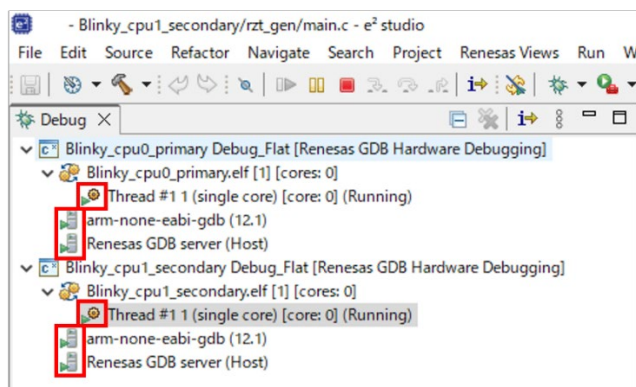 - Blinky_cpu1_secondary/rzt_gen/main.c - e² studio
File Edit Source Refactor Navigate Search Project Renesas Views Run W
Debug
Blinky_cpu0_primary Debug_Flat [Renesas GDB Hardware Debugging]
Blinky_cpu0_primary.elf [1] [cores: 0]
Thread #1 1 (single core) [core: 0] (Running)
arm-none-eabi-gdb (12.1)
Renesas GDB server (Host)
Blinky_cpu1_secondary Debug_Flat [Renesas GDB Hardware Debugging]
Blinky_cpu1_secondary.elf [1] [cores: 0]
Thread #1 1 (single core) [core: 0] (Running)
arm-none-eabi-gdb (12.1)
Renesas GDB server (Host)